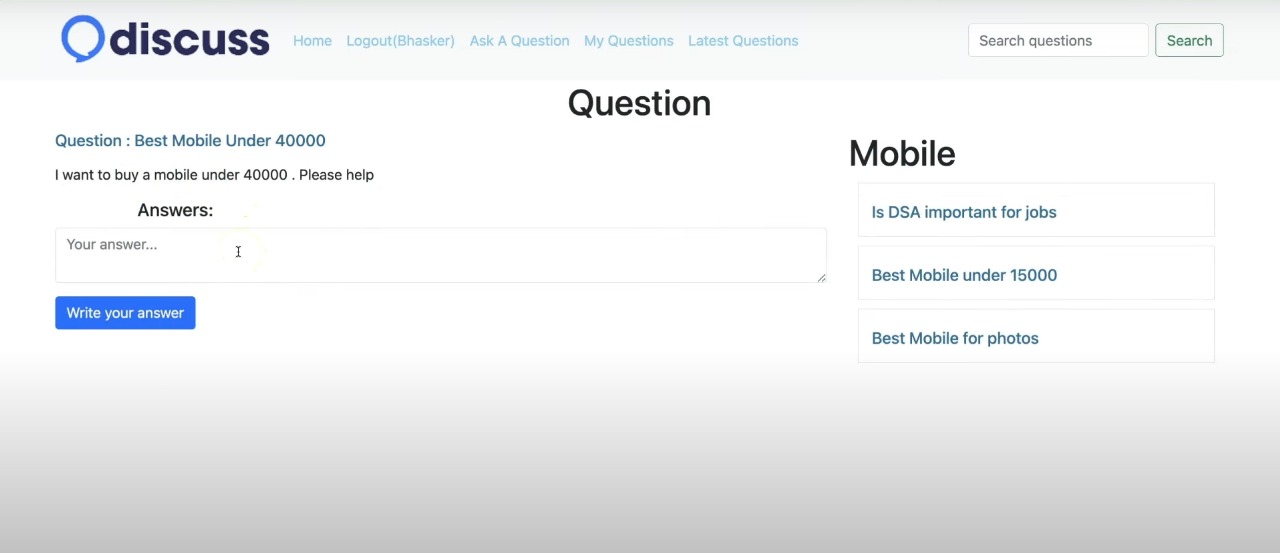 discuss Home Logout(Bhasker) Ask A Question My Questions Latest Questions Search questions Search
Question
Question : Best Mobile Under 40000
I want to buy a mobile under 40000 . Please help
Answers:
Your answer...
Write your answer
Mobile
Is DSA important for jobs
Best Mobile under 15000
Best Mobile for photos